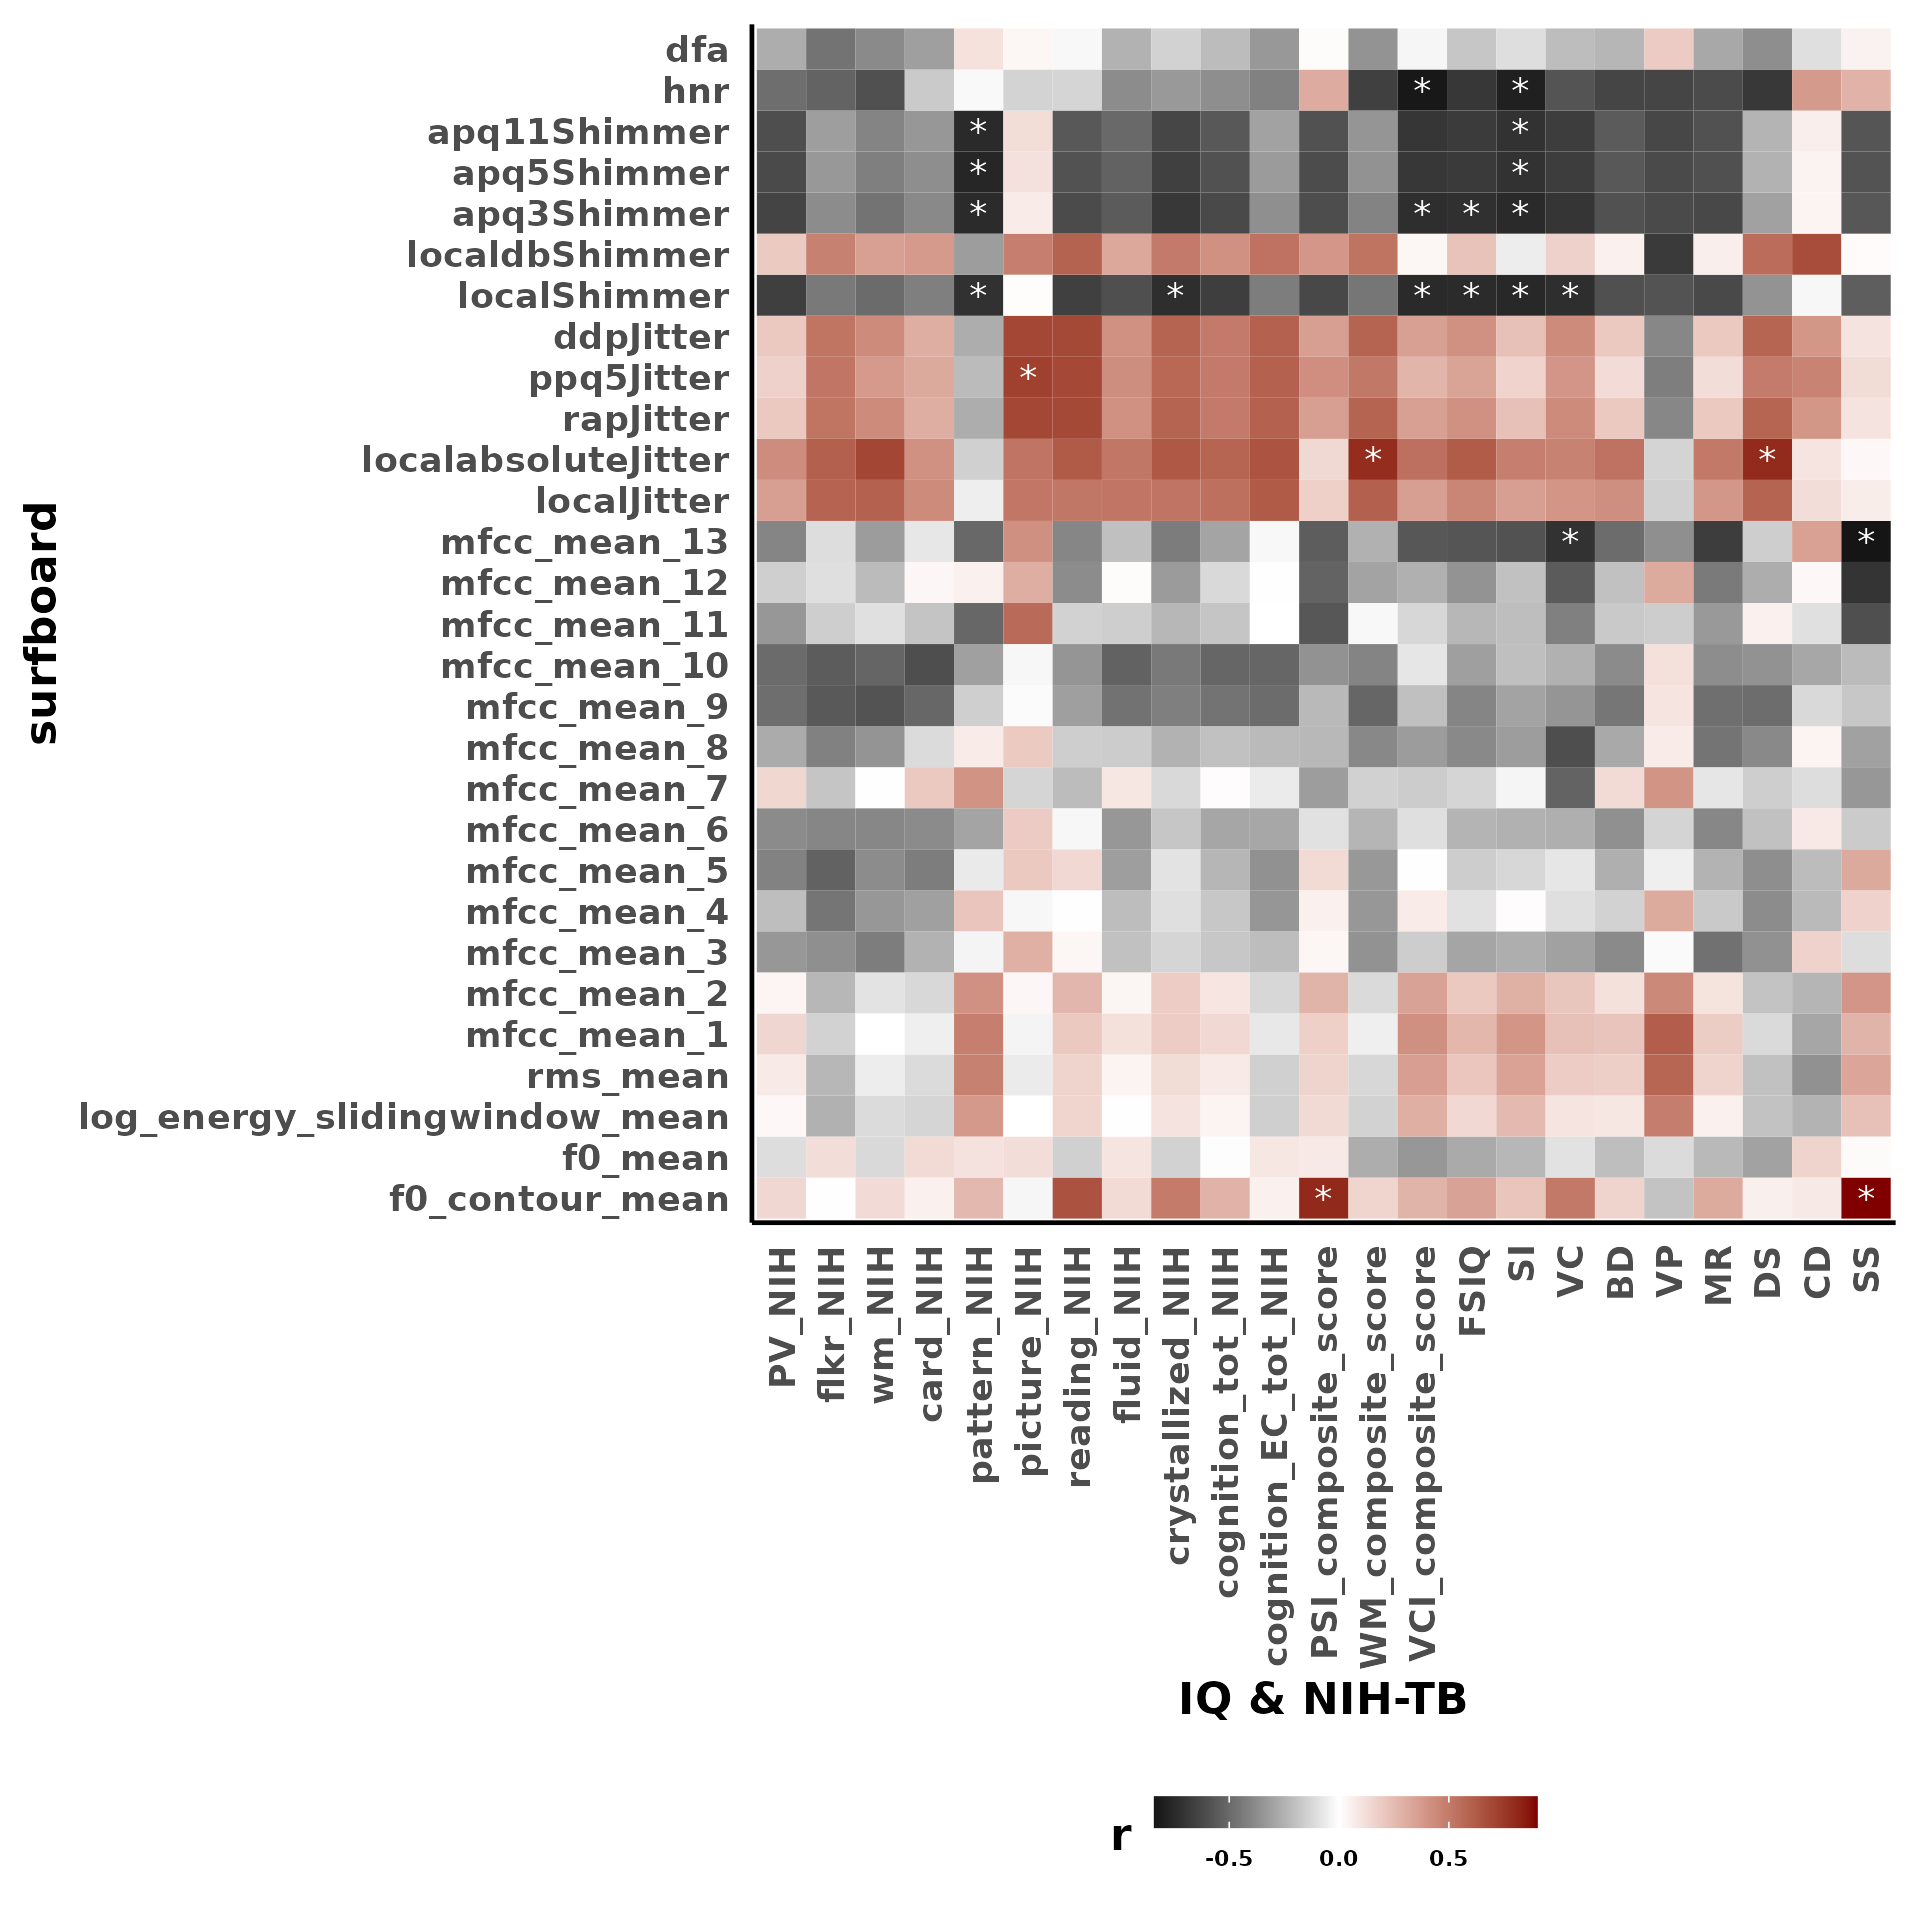 dfa
hnr
* *
apq11Shimmer
* *
apq5Shimmer
* *
apq3Shimmer
* * * *
localdbShimmer
localShimmer
* * * * * *
ddpJitter
ppq5Jitter
*
rapJitter
localabsoluteJitter
* *
localJitter
mfcc_mean_13
* *
mfcc_mean_12
mfcc_mean_11
mfcc_mean_10
mfcc_mean_9
mfcc_mean_8
mfcc_mean_7
mfcc_mean_6
mfcc_mean_5
mfcc_mean_4
mfcc_mean_3
mfcc_mean_2
mfcc_mean_1
rms_mean
log_energy_slidingwindow_mean
f0_mean
f0_contour_mean
* *
surfboard
PV_NIH
flkr_NIH
wm_NIH
card_NIH
pattern_NIH
picture_NIH
reading_NIH
fluid_NIH
crystallized_NIH
cognition_tot_NIH
cognition_EC_tot_NIH
PSI_composite_score
WM_composite_score
VCI_composite_score
FSIQ
SI
VC
BD
VP
MR
DS
CD
SS
IQ & NIH-TB
r
-0.5 0.0 0.5